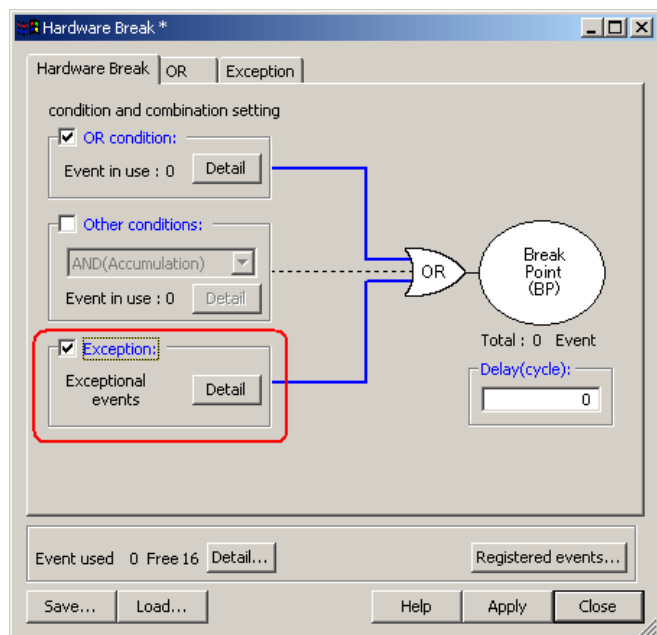 Hardware Break *
Hardware Break OR Exception
condition and combination setting
OR condition:
Event in use : 0 Detail
Other conditions:
AND(Accumulation)
Event in use : 0 Detail
Exception:
Exceptional
events
Detail
OR
Break
Point
(BP)
Total : 0 Event
Delay(cycle):
0
Event used 0 Free 16 Detail... Registered events...
Save... Load... Help Apply Close